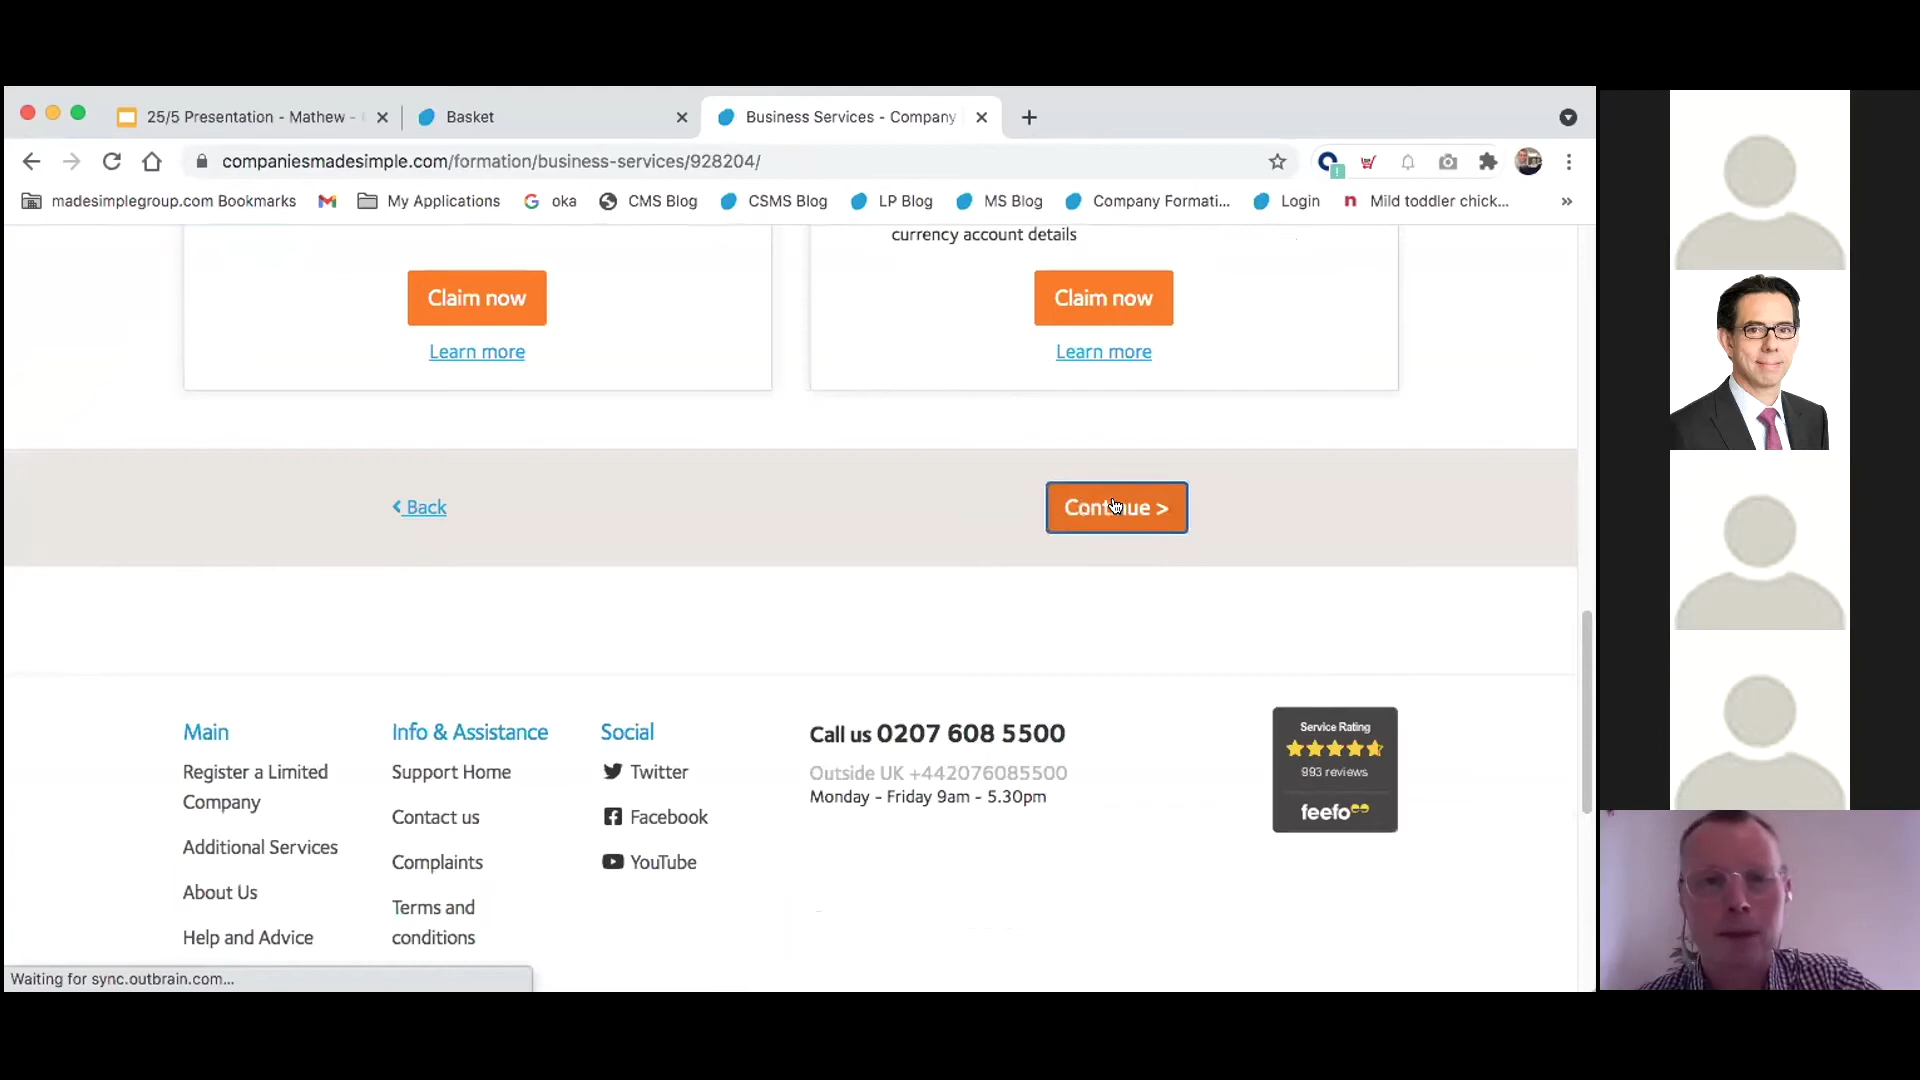 25/5 Presentation - Mathew -
Basket
Business Services - Company
companiesmadesimple.com/formation/business-services/928204/
madesimplegroup.com Bookmarks
My Applications
oka
CMS Blog
CSMS Blog
LP Blog
MS Blog
Company Formati...
Login
Mild toddler chick...
»
currency account details
Claim now
Claim now
Learn more
Learn more
Back
Continue >
Main
Register a Limited
Company
Additional Services
About Us
Help and Advice
Info & Assistance
Support Home
Contact us
Complaints
Terms and
conditions
Social
Twitter
Facebook
YouTube
Call us 0207 608 5500
Outside UK +442076085500
Monday - Friday 9am - 5.30pm
Service Rating
993 reviews
feefo
Waiting for sync.outbrain.com...